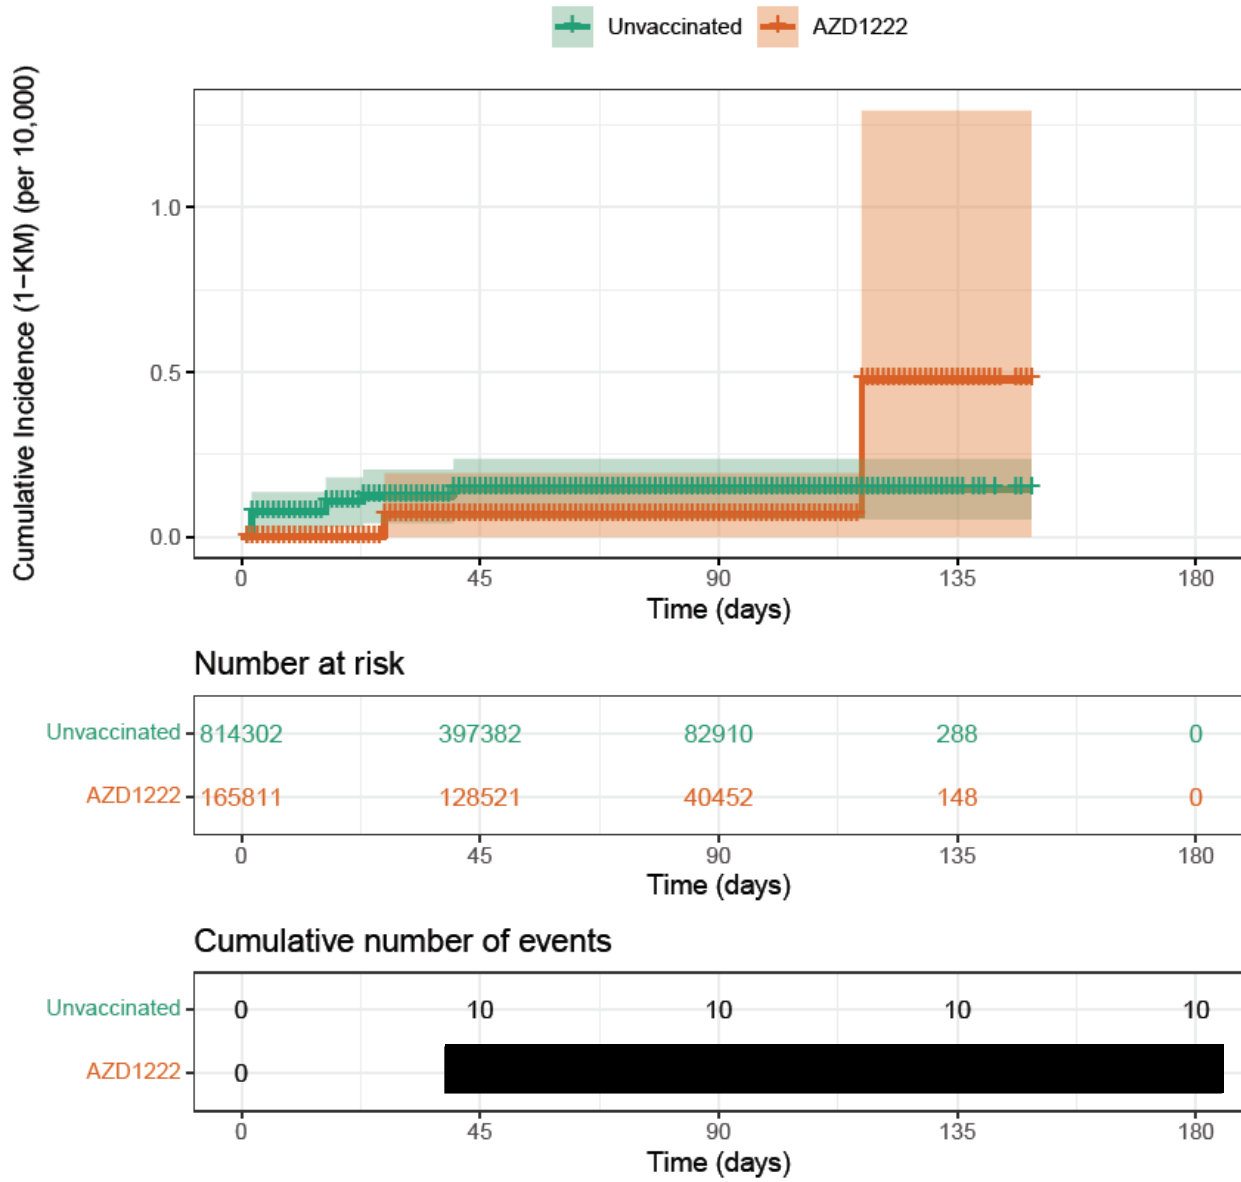 Unvaccinated AZD1222
Cumulative Incidence (1−KM) (per 10,000)
1.0
0.5
0.0
0 45 90 135 180
Time (days)
Number at risk
Unvaccinated 814302 397382 82910 288 0
AZD1222 165811 128521 40452 148 0
0 45 90 135 180
Time (days)
Cumulative number of events
Unvaccinated 0 10 10 10 10
AZD1222 0
0 45 90 135 180
Time (days)